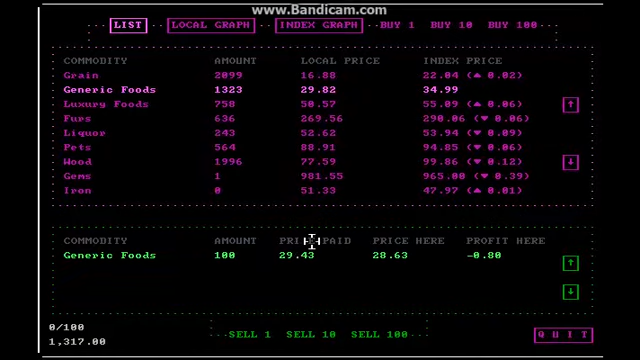 www.Bandicam.com
LIST LOCAL GRAPH INDEX GRAPH BUY 1 BUY 10 BUY 100
COMMODITY AMOUNT LOCAL PRICE INDEX PRICE
Grain 2099 16.88 22.04 (▲ 0.02)
Generic Foods 1323 29.82 34.99
Luxury Foods 758 50.57 55.09 (▲ 0.06)
Furs 636 269.56 290.06 (▼ 0.06)
Liquor 243 52.62 53.94 (▼ 0.09)
Pets 564 88.91 94.85 (▼ 0.06)
Wood 1996 77.59 99.86 (▼ 0.12)
Gems 1 981.55 965.00 (▼ 0.39)
Iron 0 51.33 47.97 (▲ 0.01)
COMMODITY AMOUNT PAID PRICE HERE PROFIT HERE
Generic Foods 100 29.43 28.63 -0.80
0/100
SELL 1 SELL 10 SELL 100 QUIT
1,317.00